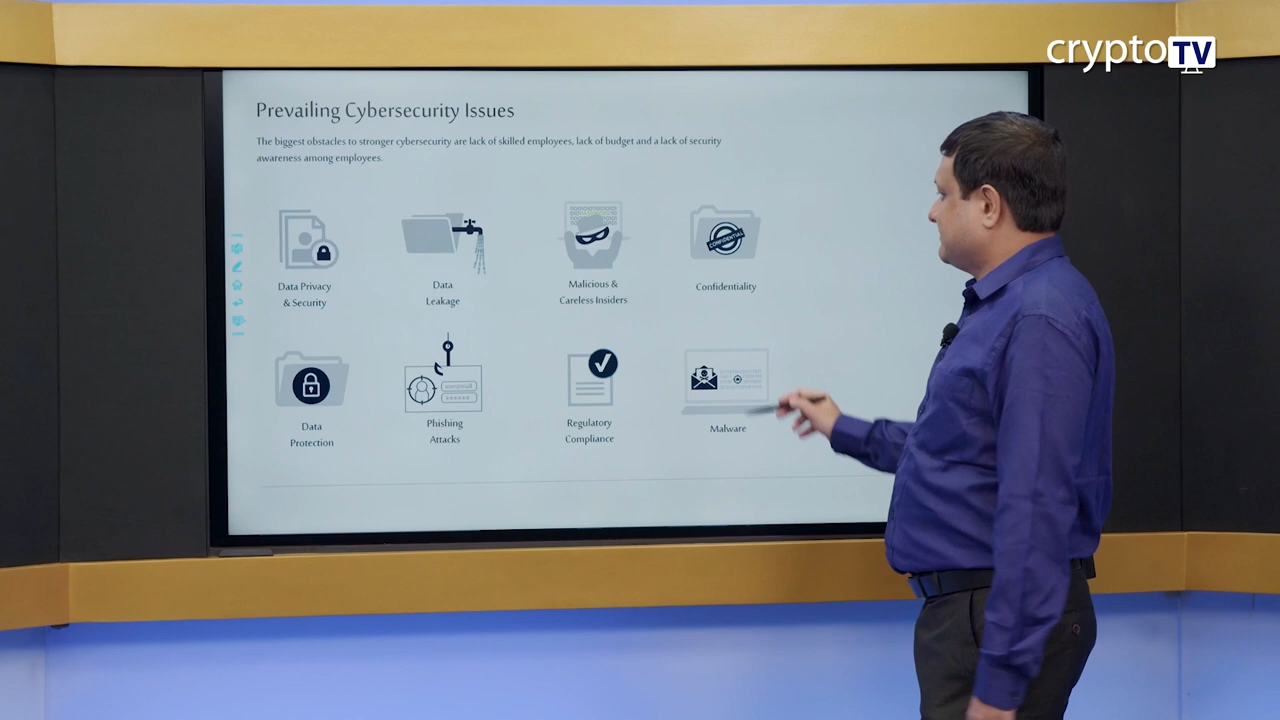 cryptoTV
Prevailing Cybersecurity Issues
The biggest obstacles to stronger cybersecurity are lack of skilled employees, lack of budget and a lack of security
awareness among employees.
CONFIDENTIAL
Data Privacy
& Security
Data
Leakage
Malicious &
Careless Insiders
Confidentiality
Data
Protection
Phishing
Attacks
Regulatory
Compliance
Malware